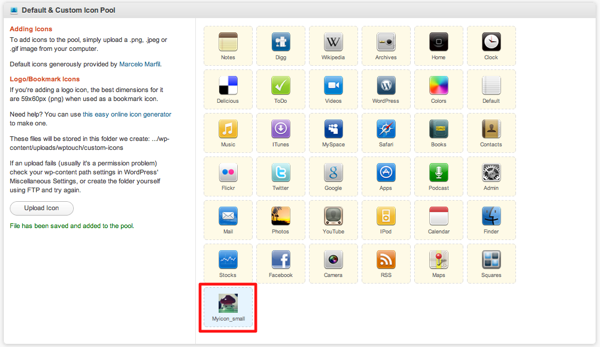 Default & Custom Icon Pool
Adding Icons
To add icons to the pool, simply upload a .png, .jpeg or
.gif image from your computer.
Default icons generously provided by Marcelo Marfil.
Logo/Bookmark Icons
If you're adding a logo icon, the best dimensions for it
are 59x60px (png) when used as a bookmark icon.
Need help? You can use this easy online icon generator
to make one.
These files will be stored in this folder we create: .../wp-
content/uploads/wptouch/custom-icons
If an upload fails (usually it's a permission problem)
check your wp-content path settings in WordPress'
Miscellaneous Settings, or create the folder yourself
using FTP and try again.
Upload Icon
File has been saved and added to the pool.
Notes
Digg
Wikipedia
Archives
Home
Clock
Delicious
ToDo
Videos
WordPress
Colors
Default
Music
ITunes
MySpace
Safari
Books
Contacts
Flickr
Twitter
Google
Apps
Podcast
Admin
Mail
Photos
YouTube
IPod
Calendar
Finder
Stocks
Facebook
Camera
RSS
Maps
Squares
Myicon_small